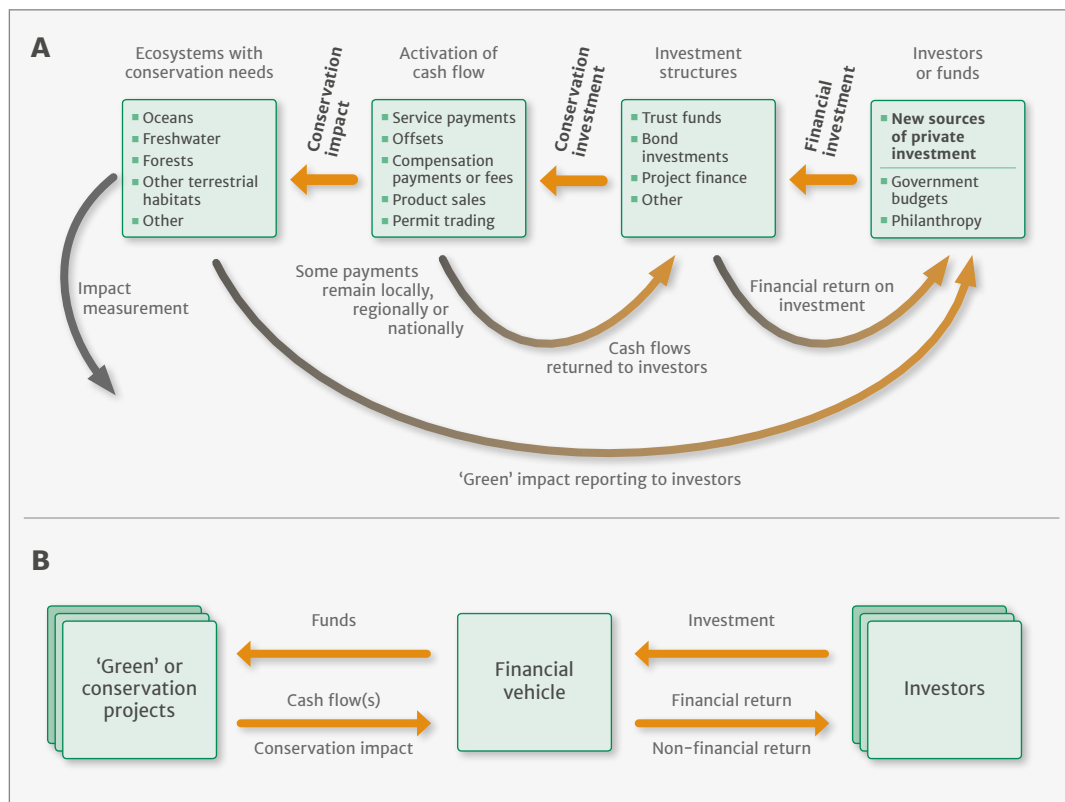 A
Ecosystems with
conservation needs
Oceans
Freshwater
Forests
Other terrestrial
habitats
Other
Conservation
impact
Activation of
cash flow
Service payments
Offsets
Compensation
payments or fees
Product sales
Permit trading
Conservation
investment
Investment
structures
Trust funds
Bond
investments
Project finance
Other
Financial
investment
Investors
or funds
New sources
of private
investment
Government
budgets
Philanthropy
Impact
measurement
Some payments
remain locally,
regionally or
nationally
Cash flows
returned to investors
Financial return on
investment
‘Green’ impact reporting to investors
B
‘Green’ or
conservation
projects
Funds
Cash flow(s)
Conservation impact
Financial
vehicle
Investment
Financial return
Non-financial return
Investors